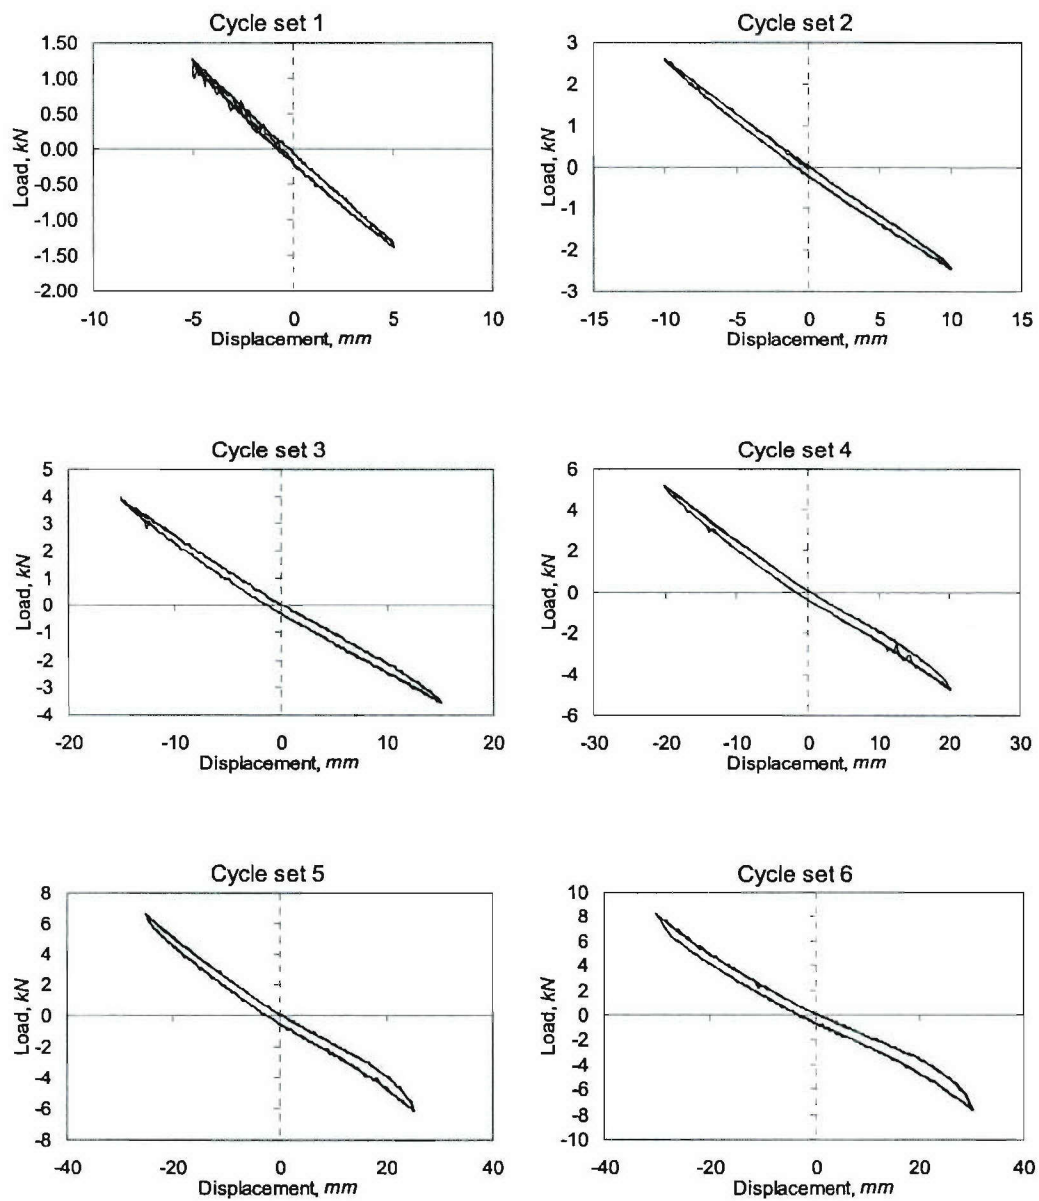 Cycle set 1
1.50
1.00
0.50
0.00
-0.50
-1.00
-1.50
-2.00
Load, kN
-10 -5 0 5 10
Displacement, mm
Cycle set 2
3
2
1
0
-1
-2
-3
Load, kN
-15 -10 -5 0 5 10 15
Displacement, mm
Cycle set 3
5
4
3
2
1
0
-1
-2
-3
-4
Load, kN
-20 -10 0 10 20
Displacement, mm
Cycle set 4
6
4
2
0
-2
-4
-6
Load, kN
-30 -20 -10 0 10 20 30
Displacement, mm
Cycle set 5
8
6
4
2
0
-2
-4
-6
-8
Load, kN
-40 -20 0 20 40
Displacement, mm
Cycle set 6
10
8
6
4
2
0
-2
-4
-6
-8
-10
Load, kN
-40 -20 0 20 40
Displacement, mm